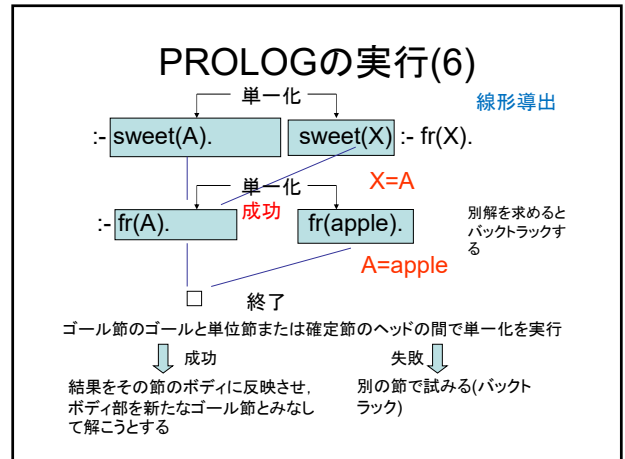 PROLOGの実行(6)
単一化
線形導出
:- sweet(A).
sweet(X) :- fr(X).
X=A
単一化
成功
:- fr(A).
fr(apple).
別解を求めると
バックトラックす
る
A=apple
□
終了
ゴール節のゴールと単位節または確定節のヘッドの間で単一化を実行
成功
失敗
結果をその節のボディに反映させ,
ボディ部を新たなゴール節とみなし
て解こうとする
別の節で試みる(バックト
ラック)